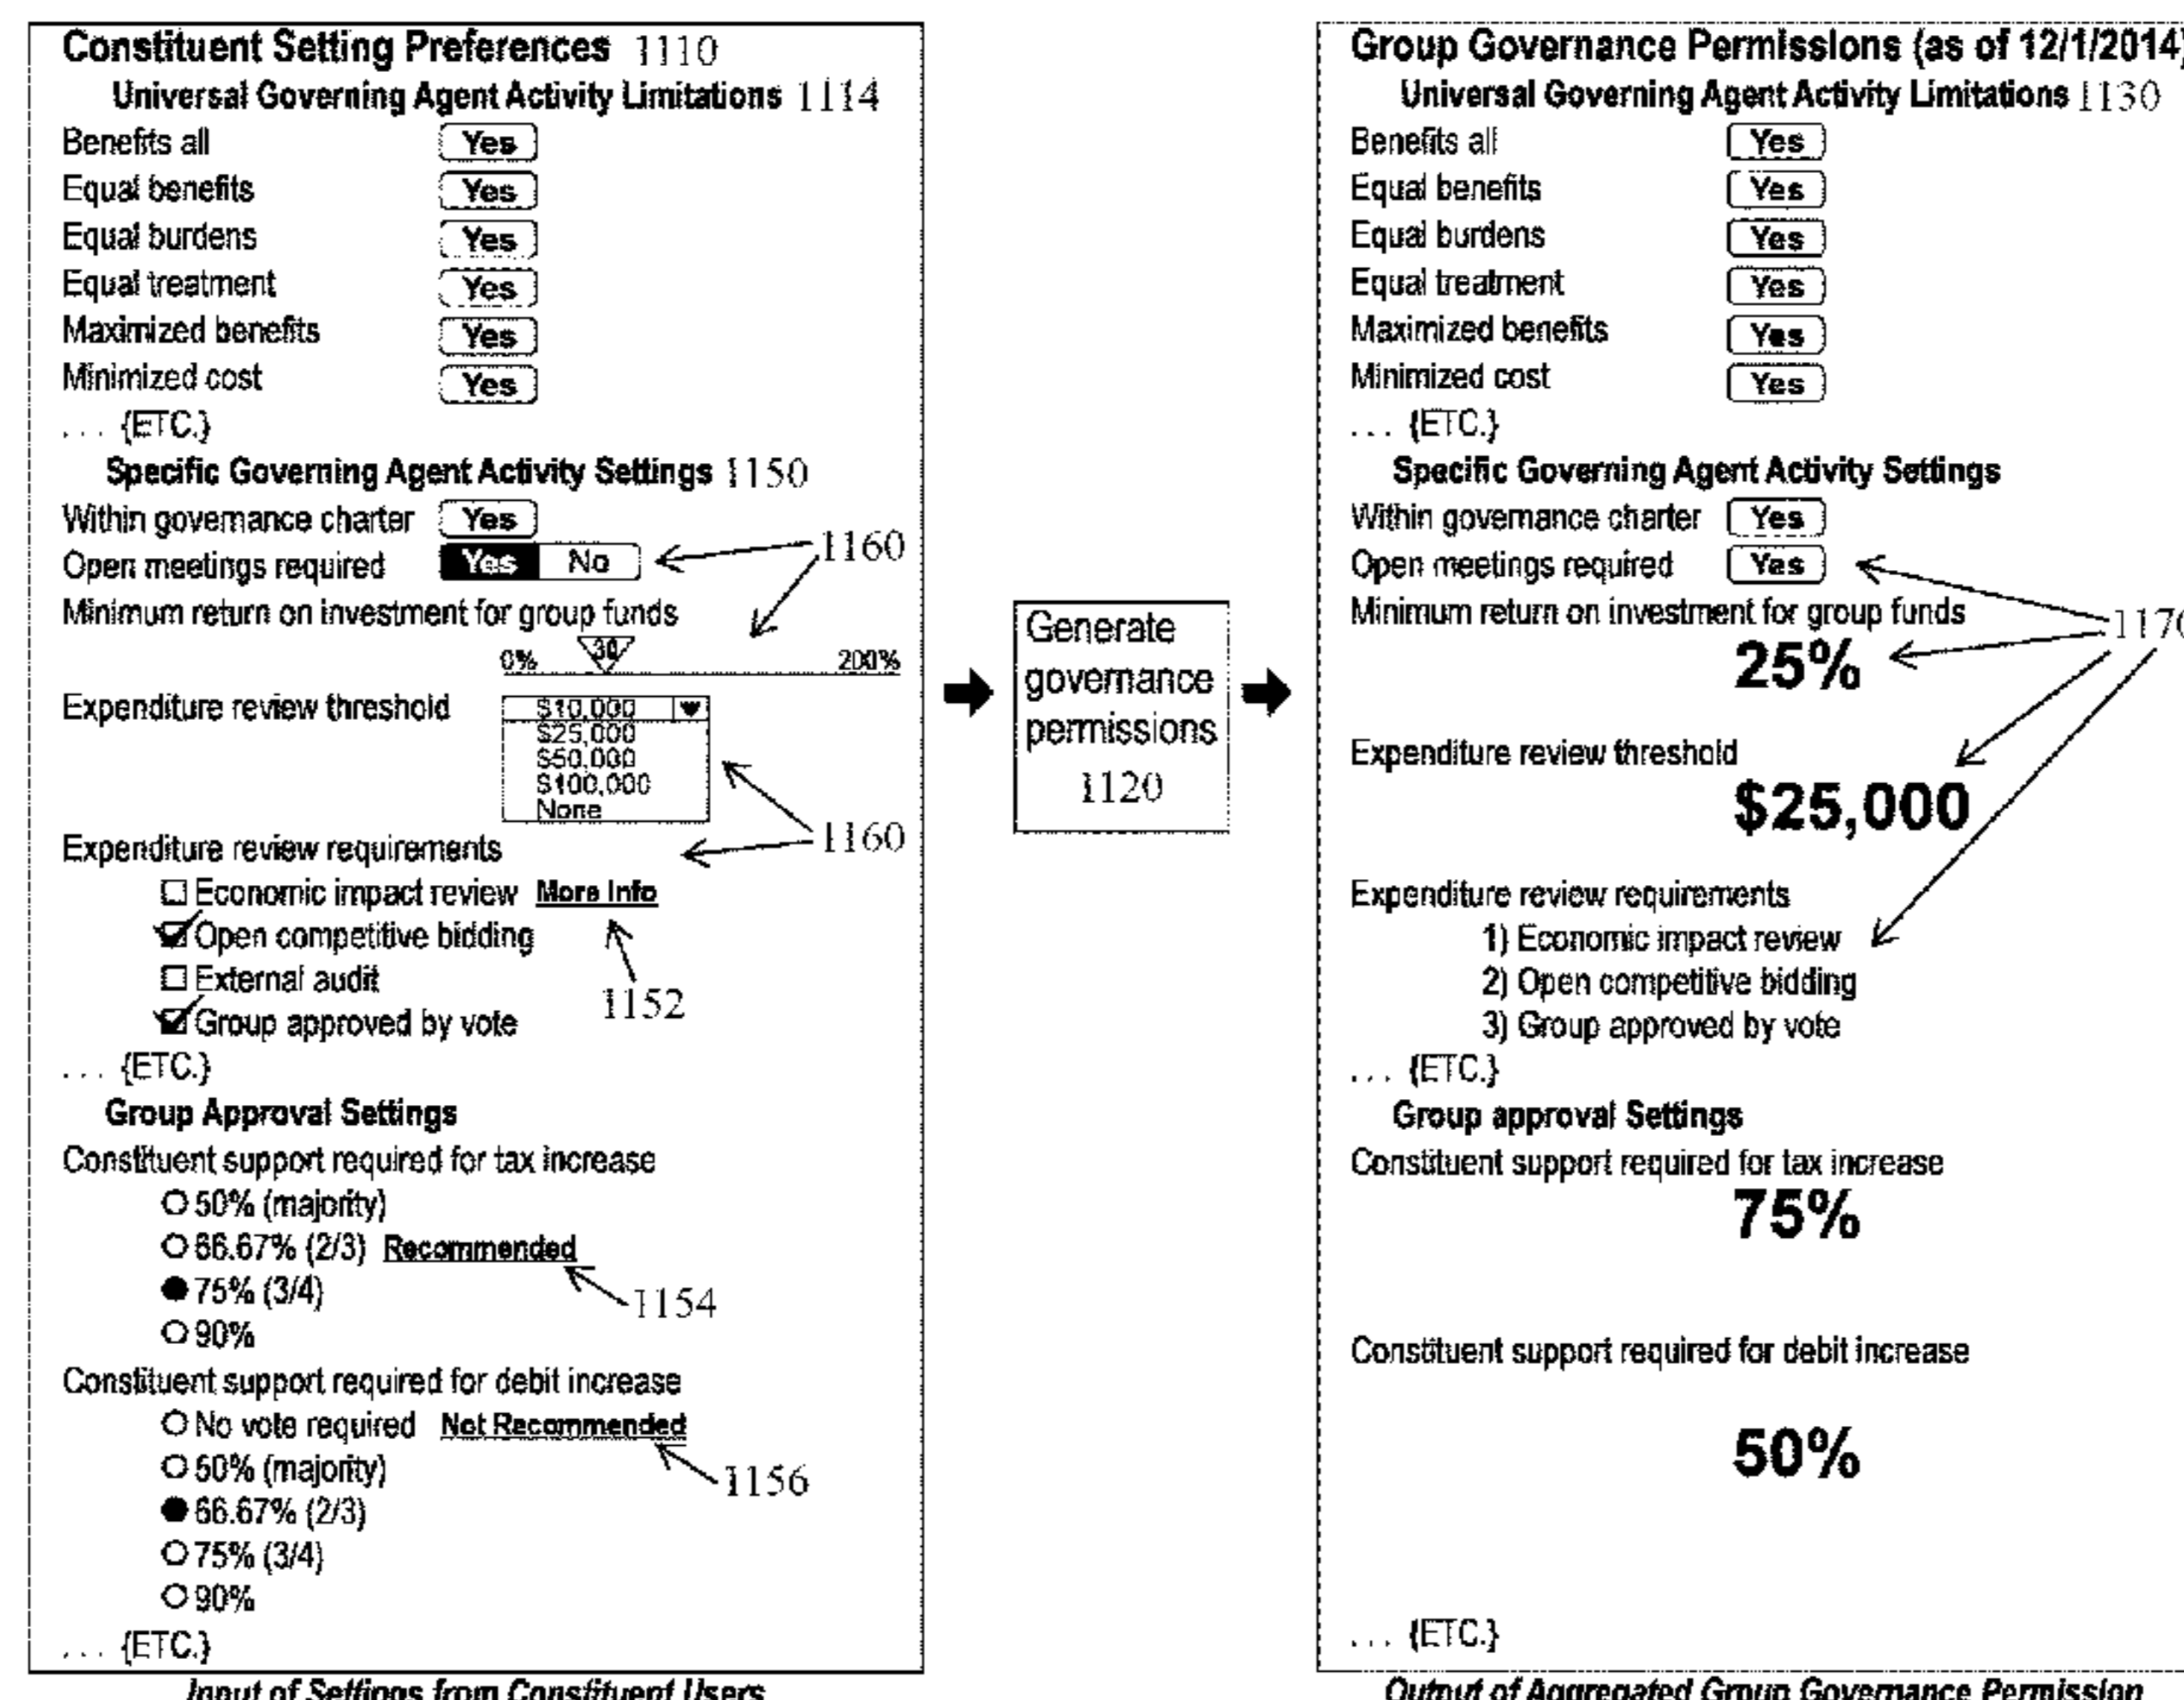 Constituent Setting Preferences 1110
Universal Governing Agent Activity Limitations 1114
Benefits all Yes
Equal benefits Yes
Equal burdens Yes
Equal treatment Yes
Maximized benefits Yes
Minimized cost Yes
... {ETC.}
Specific Governing Agent Activity Settings 1150
Within governance charter Yes
Open meetings required Yes No
1160
Minimum return on investment for group funds
0% 30 200%
Expenditure review threshold $10,000
$25,000
$50,000
$100,000
None
1160
Expenditure review requirements
Economic impact review More Info
Open competitive bidding
External audit
1152
Group approved by vote
... {ETC.}
Group Approval Settings
Constituent support required for tax increase
50% (majority)
66.67% (2/3) Recommended
75% (3/4)
1154
90%
Constituent support required for debit increase
No vote required Not Recommended
50% (majority)
1156
66.67% (2/3)
75% (3/4)
90%
... {ETC.}
Input of Settings from Constituent Users
Generate
governance
permissions
1120
Group Governance Permissions (as of 12/1/2014)
Universal Governing Agent Activity Limitations 1130
Benefits all Yes
Equal benefits Yes
Equal burdens Yes
Equal treatment Yes
Maximized benefits Yes
Minimized cost Yes
... {ETC.}
Specific Governing Agent Activity Settings
Within governance charter Yes
Open meetings required Yes
Minimum return on investment for group funds
1170
25%
Expenditure review threshold
$25,000
Expenditure review requirements
1) Economic impact review
2) Open competitive bidding
3) Group approved by vote
... {ETC.}
Group approval Settings
Constituent support required for tax increase
75%
Constituent support required for debit increase
50%
... {ETC.}
Output of Aggregated Group Governance Permission